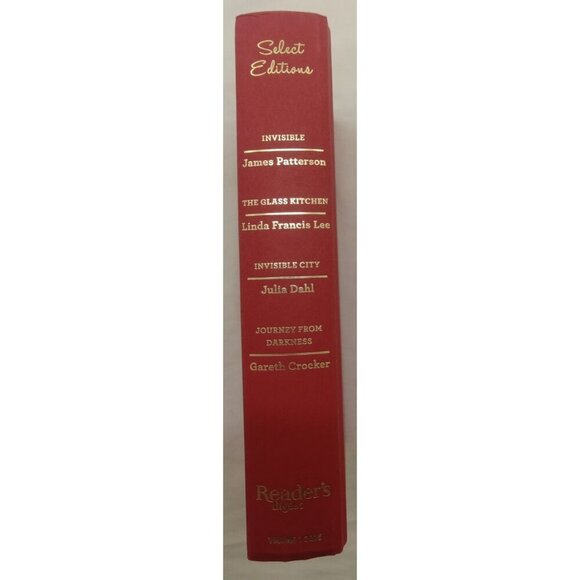 Select
Editions
INVISIBLE
James Patterson
THE GLASS KITCHEN
Linda Francis Lee
INVISIBLE CITY
Julia Dahl
JOURNEY FROM
DARKNESS
Gareth Crocker
Reader's
digest